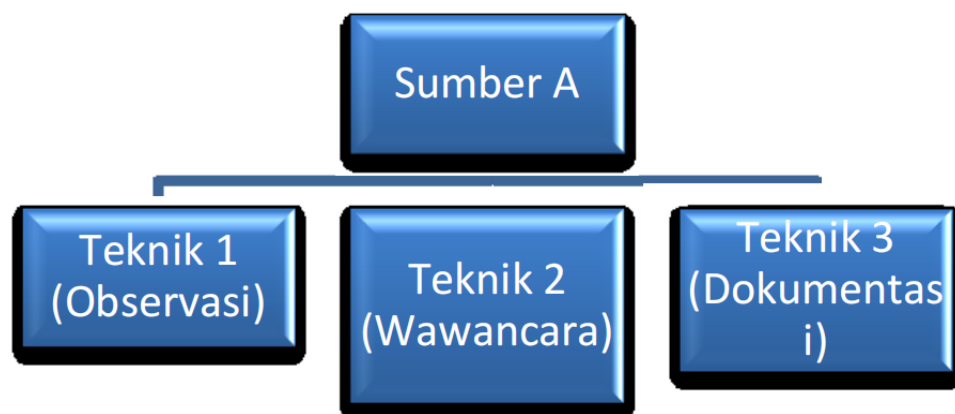 Sumber A
Teknik 1
(Observasi)
Teknik 2
(Wawancara)
Teknik 3
(Dokumentas
i)